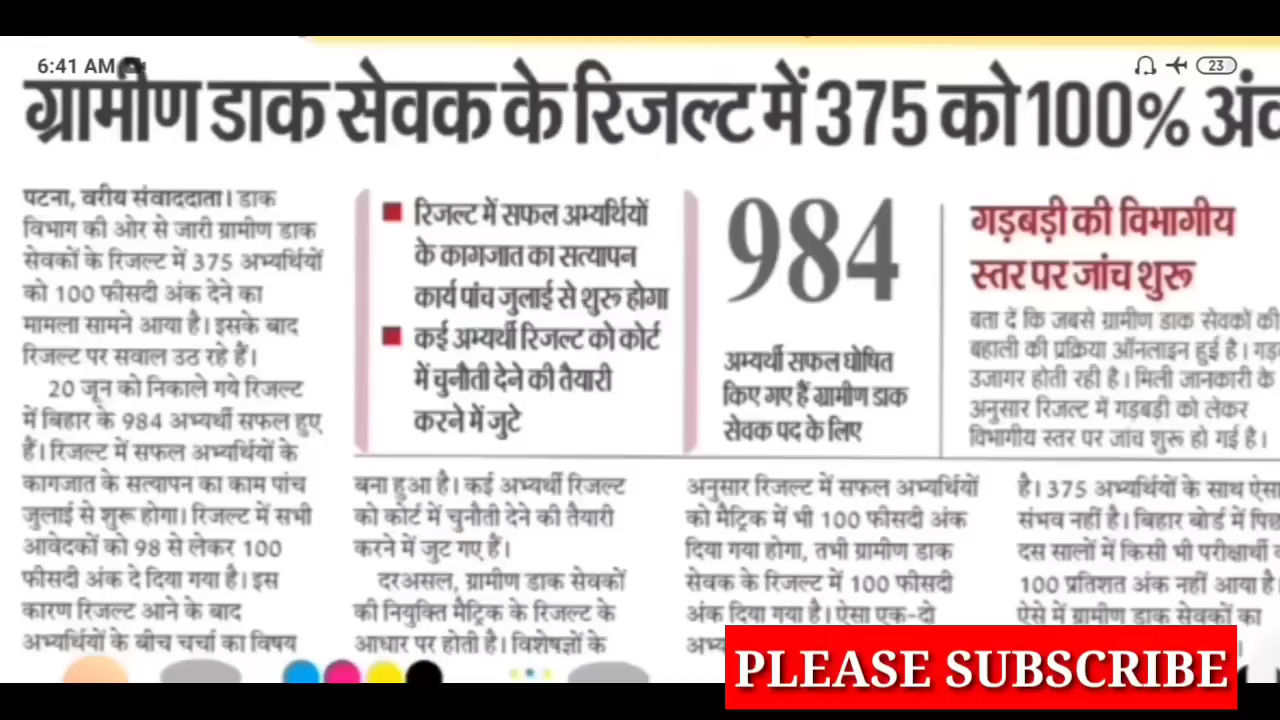 6:41 AM
23
ग्रामीण डाक सेवक के रिजल्ट में 375 को 100% अंक
पटना, वरीय संवाददाता। डाक
विभाग की ओर से जारी ग्रामीण डाक
सेवकों के रिजल्ट में 375 अभ्यर्थियों
को 100 फीसदी अंक देने का
मामला सामने आया है। इसके बाद
रिजल्ट पर सवाल उठ रहे हैं।
20 जून को निकाले गये रिजल्ट
में बिहार के 984 अभ्यर्थी सफल हुए
हैं। रिजल्ट में सफल अभ्यर्थियों के
कागजात के सत्यापन का काम पांच
जुलाई से शुरू होगा। रिजल्ट में सभी
आवेदकों को 98 से लेकर 100
फीसदी अंक दे दिया गया है। इस
कारण रिजल्ट आने के बाद
अभ्यर्थियों के बीच चर्चा का विषय
रिजल्ट में सफल अभ्यर्थियों
के कागजात का सत्यापन
कार्य पांच जुलाई से शुरू होगा
कई अभ्यर्थी रिजल्ट को कोर्ट
में चुनौती देने की तैयारी
करने में जुटे
984
अभ्यर्थी सफल घोषित
किए गए हैं ग्रामीण डाक
सेवक पद के लिए
गड़बड़ी की विभागीय
स्तर पर जांच शुरू
बता दें कि जबसे ग्रामीण डाक सेवकों की
बहाली की प्रक्रिया ऑनलाइन हुई है। गड़
उजागर होती रही है। मिली जानकारी के
अनुसार रिजल्ट में गड़बड़ी को लेकर
विभागीय स्तर पर जांच शुरू हो गई है।
बना हुआ है। कई अभ्यर्थी रिजल्ट
को कोर्ट में चुनौती देने की तैयारी
करने में जुट गए हैं।
दरअसल, ग्रामीण डाक सेवकों
की नियुक्ति मैट्रिक के रिजल्ट के
आधार पर होती है। विशेषज्ञों के
अनुसार रिजल्ट में सफल अभ्यर्थियों
को मैट्रिक में भी 100 फीसदी अंक
दिया गया होगा, तभी ग्रामीण डाक
सेवक के रिजल्ट में 100 फीसदी
अंक दिया गया है। ऐसा एक-दो
है। 375 अभ्यर्थियों के साथ ऐसा
संभव नहीं है। बिहार बोर्ड में पिछ
दस सालों में किसी भी परीक्षार्थी
100 प्रतिशत अंक नहीं आया है।
ऐसे में ग्रामीण डाक सेवकों का
PLEASE SUBSCRIBE